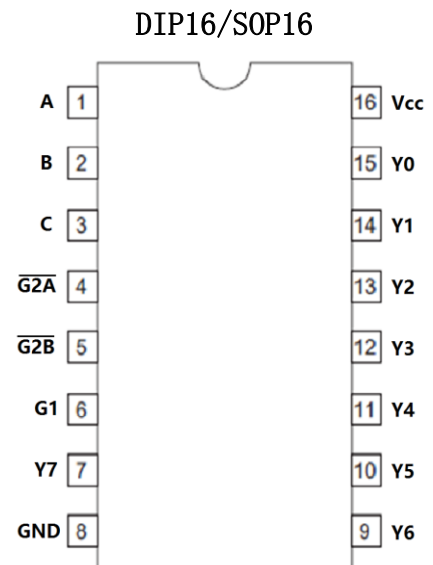 DIP16/SOP16
A 1 16 Vcc
B 2 15 Y0
C 3 14 Y1
G2A 4 13 Y2
G2B 5 12 Y3
G1 6 11 Y4
Y7 7 10 Y5
GND 8 9 Y6